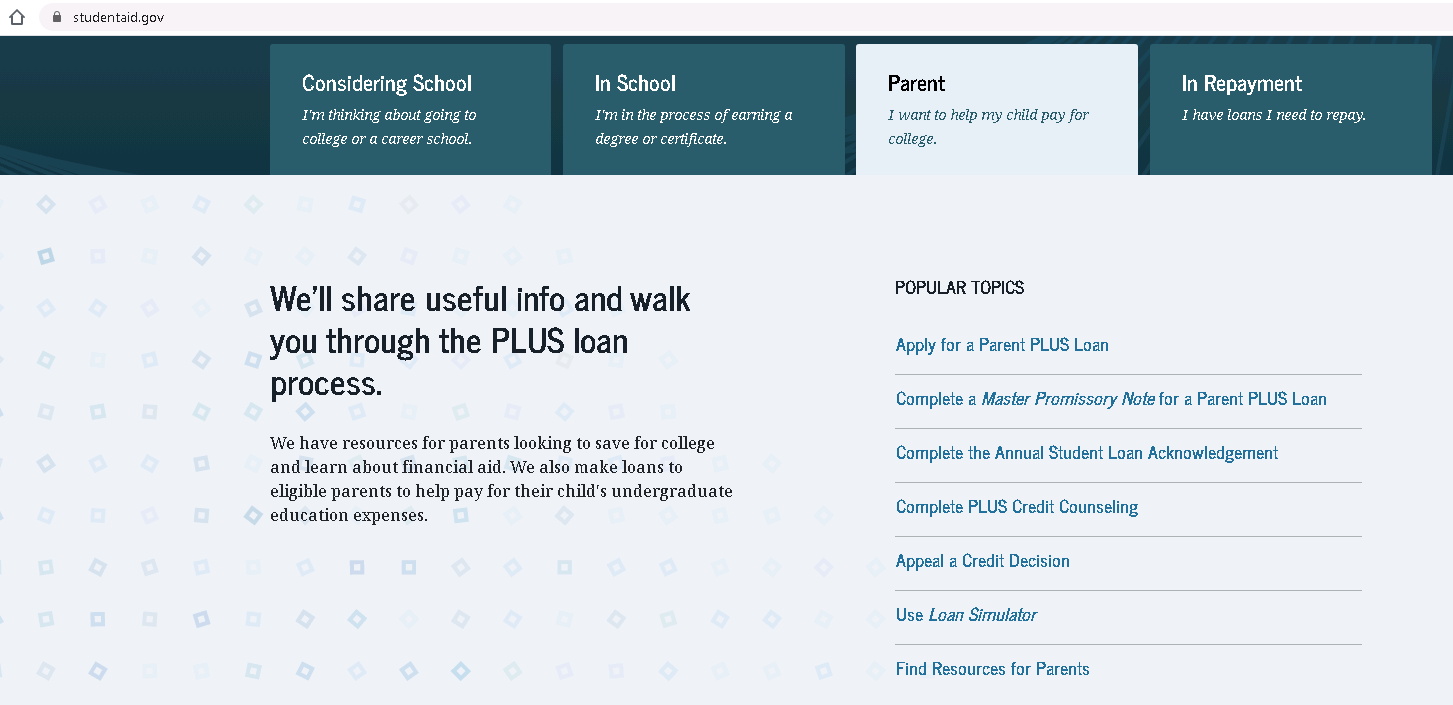 studentaid.gov
Considering School
I'm thinking about going to
college or a career school.
In School
I'm in the process of earning a
degree or certificate.
Parent
I want to help my child pay for
college.
In Repayment
I have loans I need to repay.
We'll share useful info and walk
you through the PLUS loan
process.
We have resources for parents looking to save for college
and learn about financial aid. We also make loans to
eligible parents to help pay for their child's undergraduate
education expenses.
POPULAR TOPICS
Apply for a Parent PLUS Loan
Complete a Master Promissory Note for a Parent PLUS Loan
Complete the Annual Student Loan Acknowledgement
Complete PLUS Credit Counseling
Appeal a Credit Decision
Use Loan Simulator
Find Resources for Parents